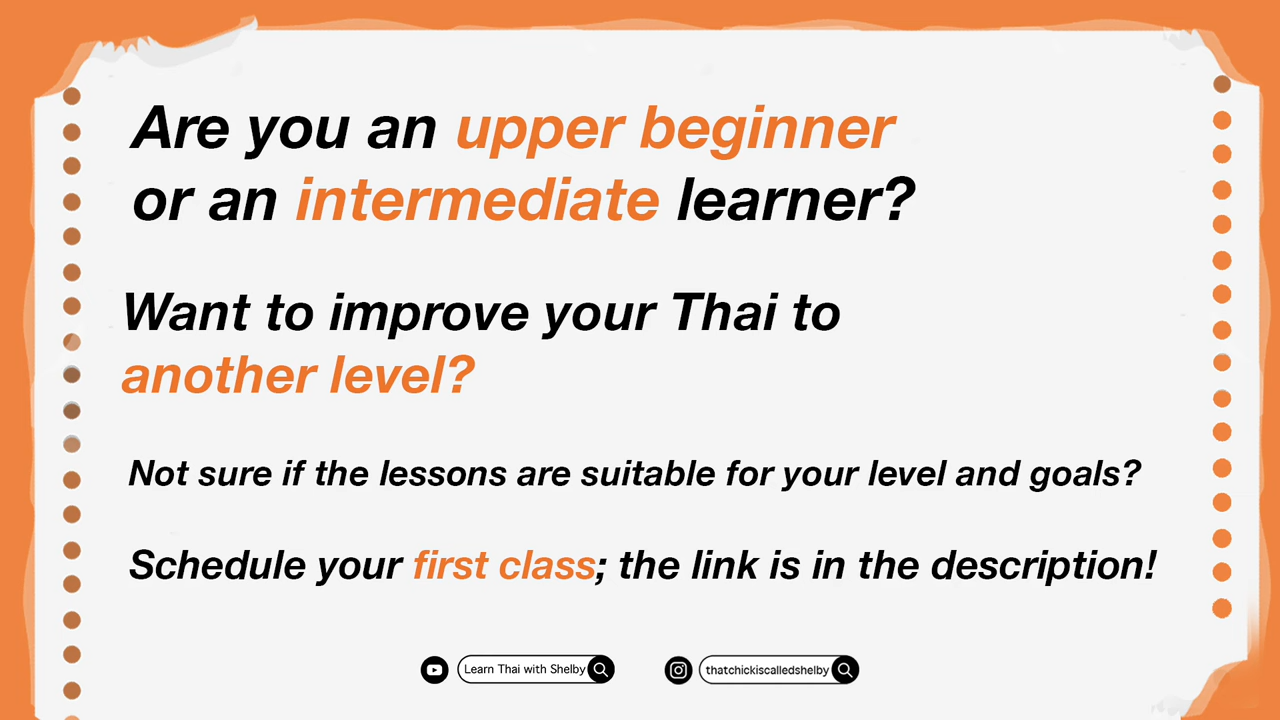 Are you an upper beginner
or an intermediate learner?
Want to improve your Thai to
another level?
Not sure if the lessons are suitable for your level and goals?
Schedule your first class; the link is in the description!
Learn Thai with Shelby
thatchickiscalledshelby